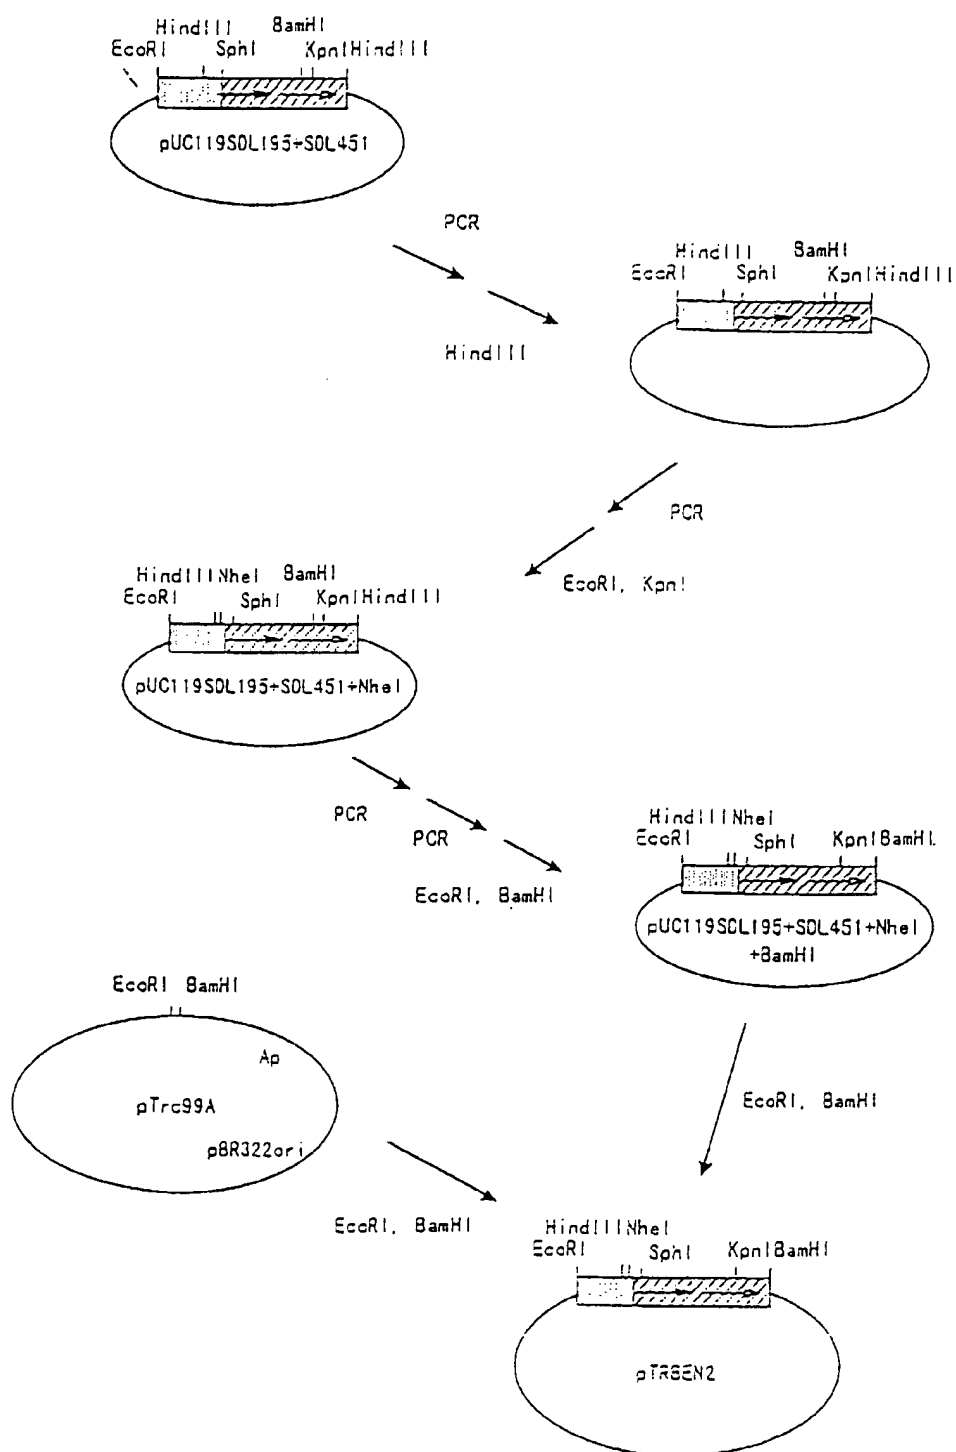 HindIII BamHI
EcoRI SphI KpnIHindIII
pUC119SDL195+SDL451
PCR
HindIII
HindIII BamHI
EcoRI SphI KpnIHindIII
PCR
EcoRI, KpnI
HindIIINheI BamHI
EcoRI SphI KpnIHindIII
pUC119SDL195+SDL451+NheI
PCR
PCR
EcoRI, BamHI
HindIIINheI
EcoRI SphI KpnIBamHI
pUC119SDL195+SDL451+NheI
+BamHI
EcoRI BamHI
Ap
pTrc99A
pBR322ori
EcoRI, BamHI
EcoRI, BamHI
HindIIINheI
EcoRI SphI KpnIBamHI
pTRBEN2